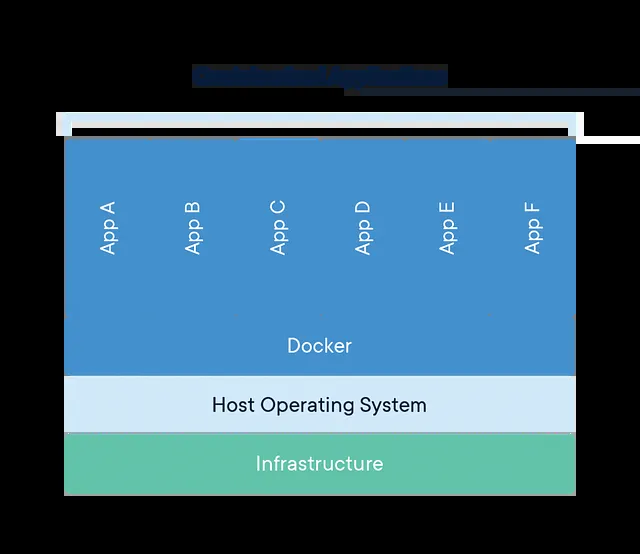 Containerized Applications
App A
App B
App C
App D
App E
App F
Docker
Host Operating System
Infrastructure